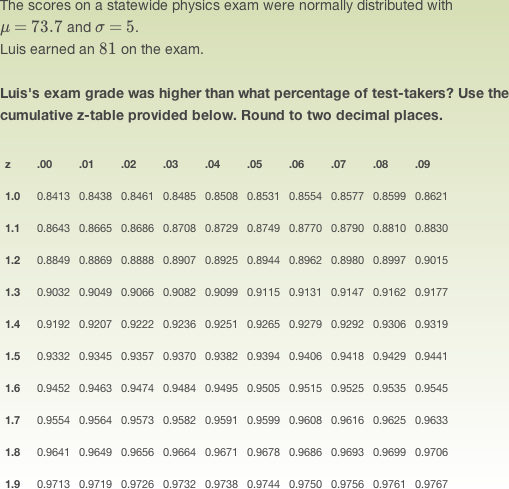 The scores on a statewide physics exam were normally distributed with
μ = 73.7 and σ = 5.
Luis earned an 81 on the exam.
Luis's exam grade was higher than what percentage of test-takers? Use the
cumulative z-table provided below. Round to two decimal places.
z .00 .01 .02 .03 .04 .05 .06 .07 .08 .09
1.0 0.8413 0.8438 0.8461 0.8485 0.8508 0.8531 0.8554 0.8577 0.8599 0.8621
1.1 0.8643 0.8665 0.8686 0.8708 0.8729 0.8749 0.8770 0.8790 0.8810 0.8830
1.2 0.8849 0.8869 0.8888 0.8907 0.8925 0.8944 0.8962 0.8980 0.8997 0.9015
1.3 0.9032 0.9049 0.9066 0.9082 0.9099 0.9115 0.9131 0.9147 0.9162 0.9177
1.4 0.9192 0.9207 0.9222 0.9236 0.9251 0.9265 0.9279 0.9292 0.9306 0.9319
1.5 0.9332 0.9345 0.9357 0.9370 0.9382 0.9394 0.9406 0.9418 0.9429 0.9441
1.6 0.9452 0.9463 0.9474 0.9484 0.9495 0.9505 0.9515 0.9525 0.9535 0.9545
1.7 0.9554 0.9564 0.9573 0.9582 0.9591 0.9599 0.9608 0.9616 0.9625 0.9633
1.8 0.9641 0.9649 0.9656 0.9664 0.9671 0.9678 0.9686 0.9693 0.9699 0.9706
1.9 0.9713 0.9719 0.9726 0.9732 0.9738 0.9744 0.9750 0.9756 0.9761 0.9767